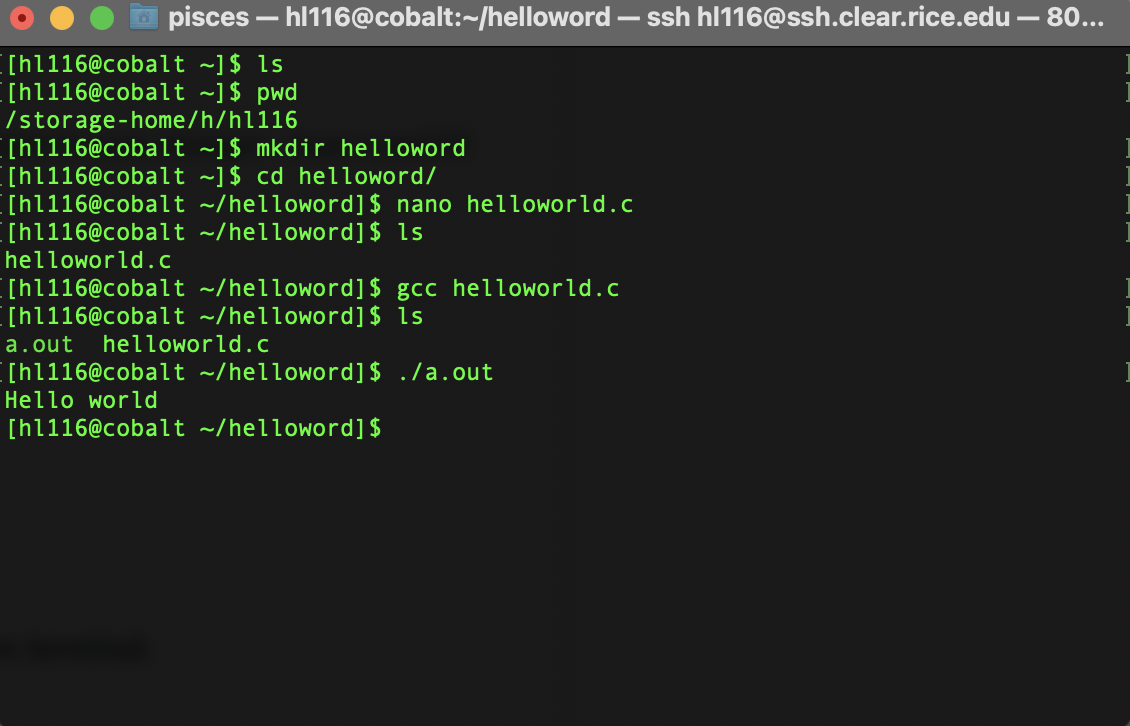 pisces — hl116@cobalt:~/helloword — ssh hl116@ssh.clear.rice.edu — 80...
[hl116@cobalt ~]$ ls
[hl116@cobalt ~]$ pwd
/storage-home/h/hl116
[hl116@cobalt ~]$ mkdir helloword
[hl116@cobalt ~]$ cd helloword/
[hl116@cobalt ~/helloword]$ nano helloworld.c
[hl116@cobalt ~/helloword]$ ls
helloworld.c
[hl116@cobalt ~/helloword]$ gcc helloworld.c
[hl116@cobalt ~/helloword]$ ls
a.out  helloworld.c
[hl116@cobalt ~/helloword]$ ./a.out
Hello world
[hl116@cobalt ~/helloword]$